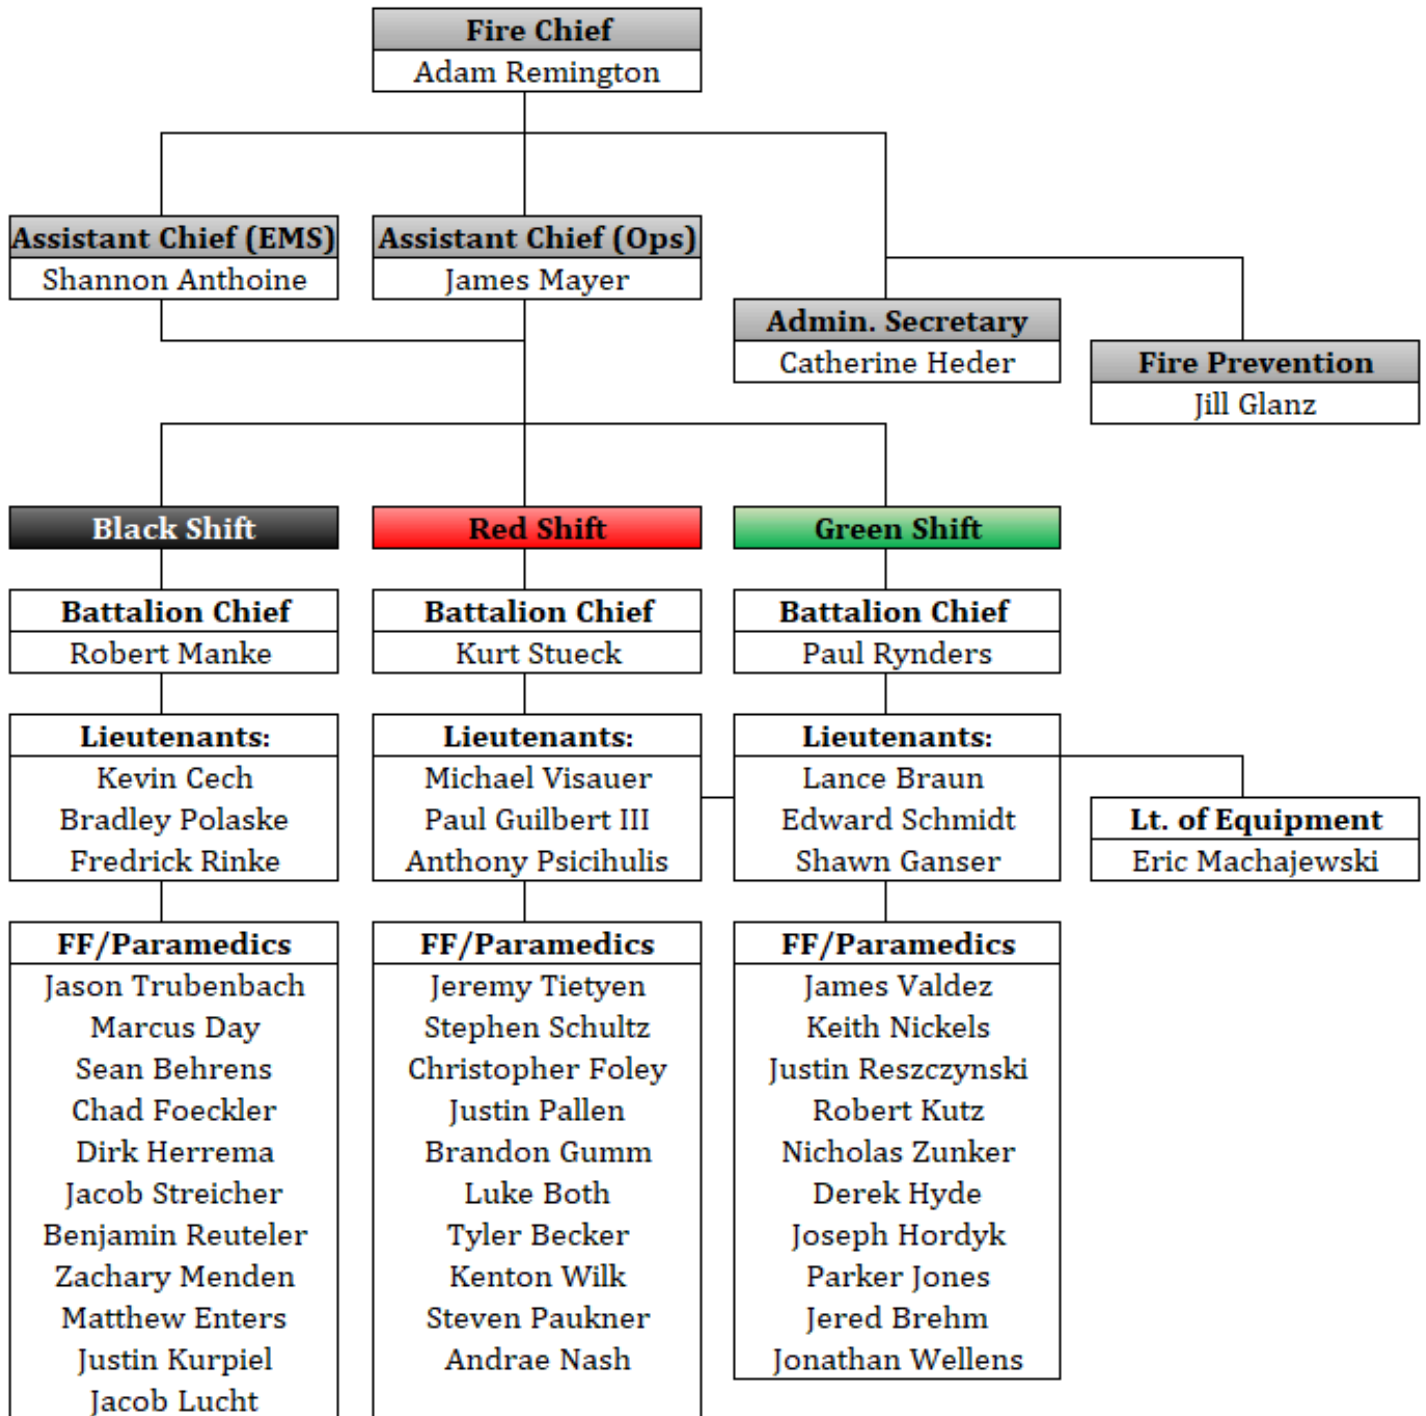 Fire Chief
Adam Remington
Assistant Chief (EMS)
Shannon Anthoine
Assistant Chief (Ops)
James Mayer
Admin. Secretary
Catherine Heder
Fire Prevention
Jill Glanz
Black Shift
Battalion Chief
Robert Manke
Lieutenants:
Kevin Cech
Bradley Polaske
Fredrick Rinke
FF/Paramedics
Jason Trubenbach
Marcus Day
Sean Behrens
Chad Foeckler
Dirk Herrema
Jacob Streicher
Benjamin Reuteler
Zachary Menden
Matthew Enters
Justin Kurpiel
Jacob Lucht
Red Shift
Battalion Chief
Kurt Stueck
Lieutenants:
Michael Visauer
Paul Guilbert III
Anthony Psicihulis
FF/Paramedics
Jeremy Tietyen
Stephen Schultz
Christopher Foley
Justin Pallen
Brandon Gumm
Luke Both
Tyler Becker
Kenton Wilk
Steven Paukner
Andrae Nash
Green Shift
Battalion Chief
Paul Rynders
Lieutenants:
Lance Braun
Edward Schmidt
Shawn Ganser
Lt. of Equipment
Eric Machajewski
FF/Paramedics
James Valdez
Keith Nickels
Justin Reszczynski
Robert Kutz
Nicholas Zunker
Derek Hyde
Joseph Hordyk
Parker Jones
Jered Brehm
Jonathan Wellens